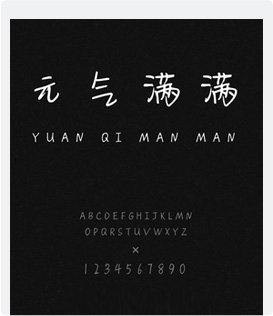 元气满满
YUAN QI MAN MAN
ABCDEFGHIJKLMN
OPQRSTUVWXYZ
×
1234567890